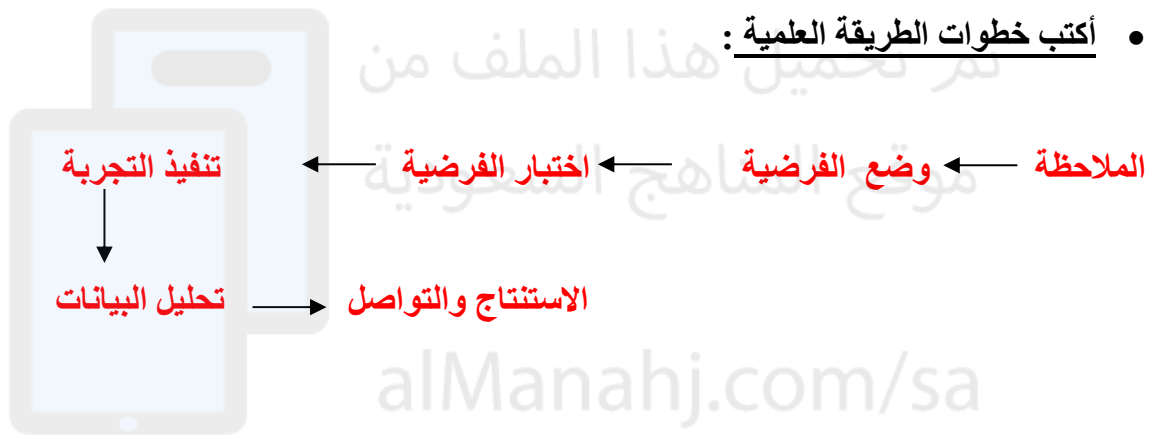 • أكتب خطوات الطريقة العلمية :
تم تحميل هذا الملف من
الملاحظة وضع الفرضية اختبار الفرضية تنفيذ التجربة
موقع المناهج السعودية
تحليل البيانات الاستنتاج والتواصل
alManahj.com/sa